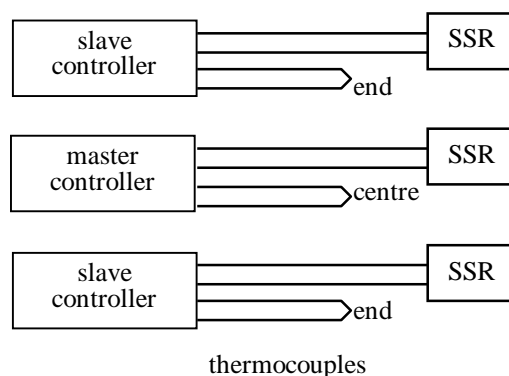 slave
controller
SSR
end
master
controller
SSR
centre
slave
controller
SSR
end
thermocouples